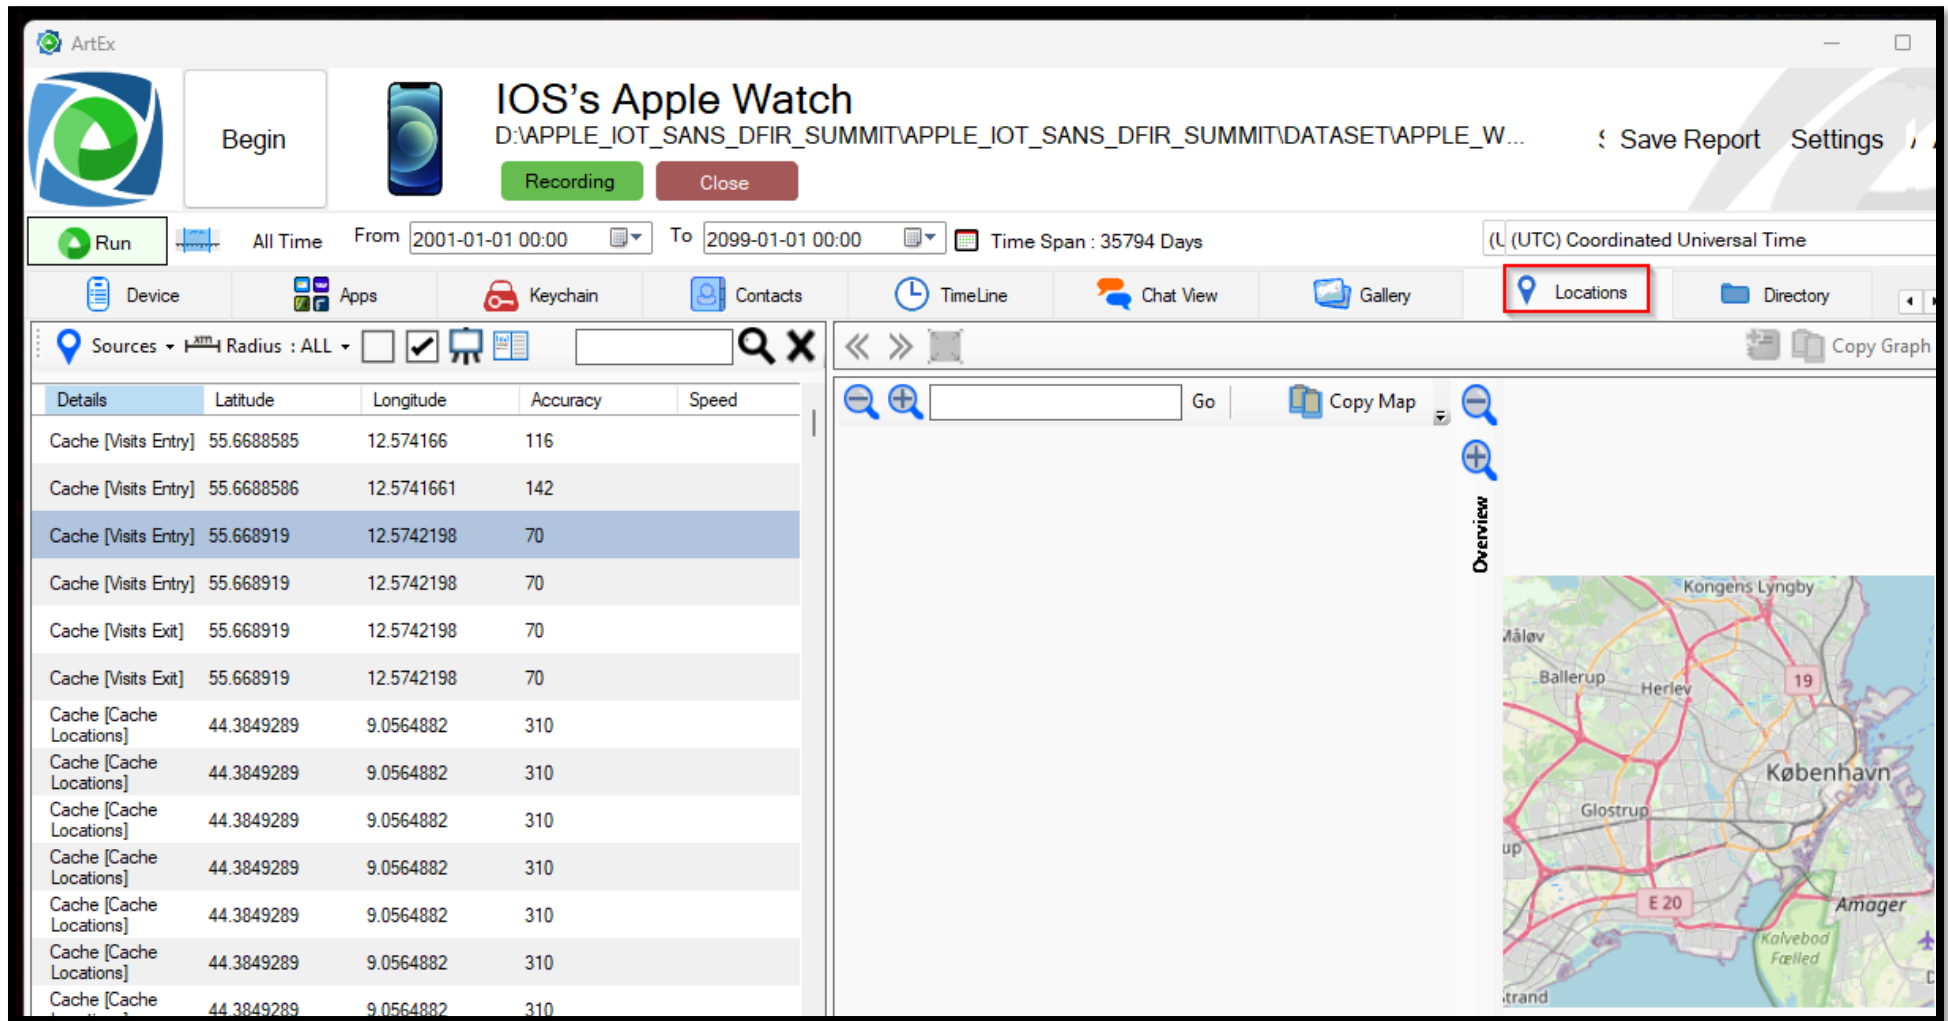 ArtEx
Begin
IOS's Apple Watch
D:\APPLE_IOT_SANS_DFIR_SUMMIT\APPLE_IOT_SANS_DFIR_SUMMIT\DATASET\APPLE_W...
Recording Close
Save Report Settings
Run All Time From 2001-01-01 00:00 To 2099-01-01 00:00 Time Span : 35794 Days (UTC) Coordinated Universal Time
Device Apps Keychain Contacts TimeLine Chat View Gallery Locations Directory
Sources Radius : ALL
Copy Graph
Details Latitude Longitude Accuracy Speed
Cache [Visits Entry] 55.6688585 12.574166 116
Cache [Visits Entry] 55.6688586 12.5741661 142
Cache [Visits Entry] 55.668919 12.5742198 70
Cache [Visits Entry] 55.668919 12.5742198 70
Cache [Visits Exit] 55.668919 12.5742198 70
Cache [Visits Exit] 55.668919 12.5742198 70
Cache [Cache Locations] 44.3849289 9.0564882 310
Cache [Cache Locations] 44.3849289 9.0564882 310
Cache [Cache Locations] 44.3849289 9.0564882 310
Cache [Cache Locations] 44.3849289 9.0564882 310
Cache [Cache Locations] 44.3849289 9.0564882 310
Cache [Cache Locations] 44.3849289 9.0564882 310
Cache [Cache 44.3849289 9.0564882 310
Go Copy Map
Overview
Kongens Lyngby
Måløv
Ballerup
Herlev
19
København
Glostrup
up
E 20
Amager
Kalvebod
Fælled
strand